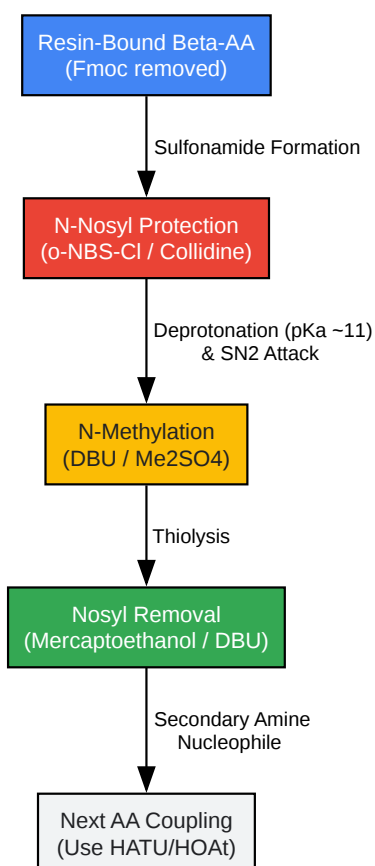 Resin-Bound Beta-AA
(Fmoc removed)
Sulfonamide Formation
N-Nosyl Protection
(o-NBS-Cl / Collidine)
Deprotonation (pKa ~11)
& SN2 Attack
N-Methylation
(DBU / Me2SO4)
Thiolysis
Nosyl Removal
(Mercaptoethanol / DBU)
Secondary Amine
Nucleophile
Next AA Coupling
(Use HATU/HOAt)